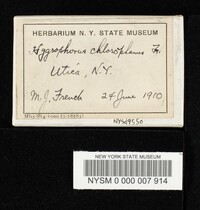 HERBARIUM N. Y. STATE MUSEUM
Hygrophorus chlorophanus Fr.
Utica, N.Y.
M. J. French 24 June 1910
NYSd9550
NEW YORK STATE MUSEUM
NYSM 0 000 007 914